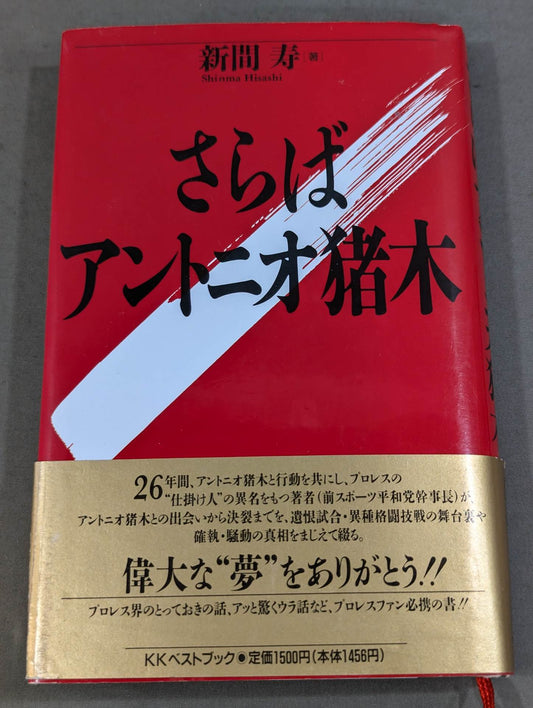 新間 寿[著]
Shinma Hisashi
さらば
アントニオ猪木
26年間、アントニオ猪木と行動を共にし、プロレスの
“仕掛け人”の異名をもつ著者(前スポーツ平和党幹事長)が、
アントニオ猪木との出会いから決裂までを、遺恨試合・異種格闘技戦の舞台裏や
確執・騒動の真相をまじえて綴る。
偉大な“夢”をありがとう!!
プロレス界のとっておきの話、アッと驚くウラ話など、プロレスファン必携の書!!
KKベストブック●定価1500円(本体1456円)